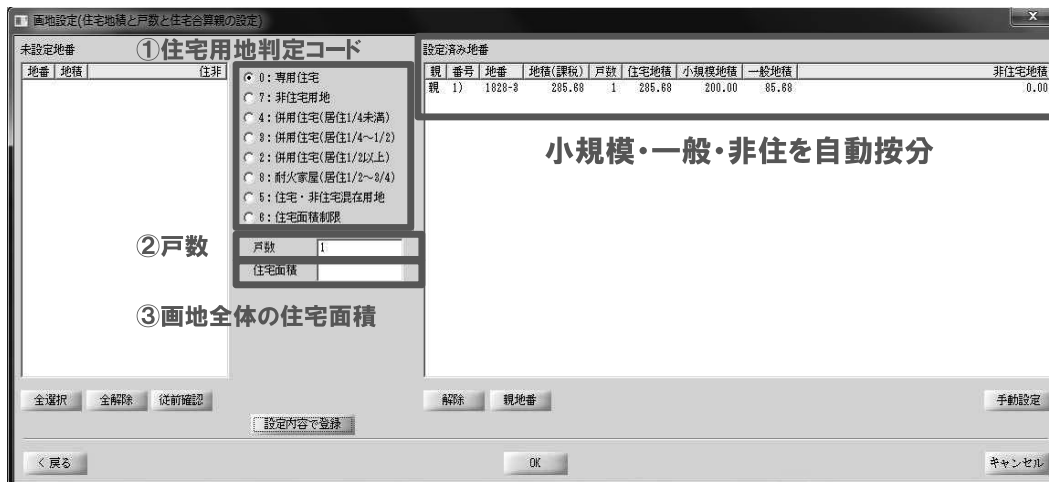 画地設定(住宅地積と戸数と住宅合算親の設定)
未設定地番
①住宅用地判定コード
設定済み地番
地番 地積 住非
0：専用住宅
7：非住宅用地
4：併用住宅(居住1/4未満)
3：併用住宅(居住1/4～1/2)
2：併用住宅(居住1/2以上)
8：耐火家屋(居住1/2～3/4)
5：住宅・非住宅混在用地
6：住宅面積制限
親 番号 地番 地積(課税) 戸数 住宅地積 小規模地積 一般地積 非住宅地積
親 1) 1828-3 285.68 1 285.68 200.00 85.68 0.00
小規模・一般・非住を自動按分
②戸数
戸数 1
住宅面積
③画地全体の住宅面積
全選択 全解除 従前確認
解除 親地番 手動設定
設定内容で登録
＜戻る OK キャンセル